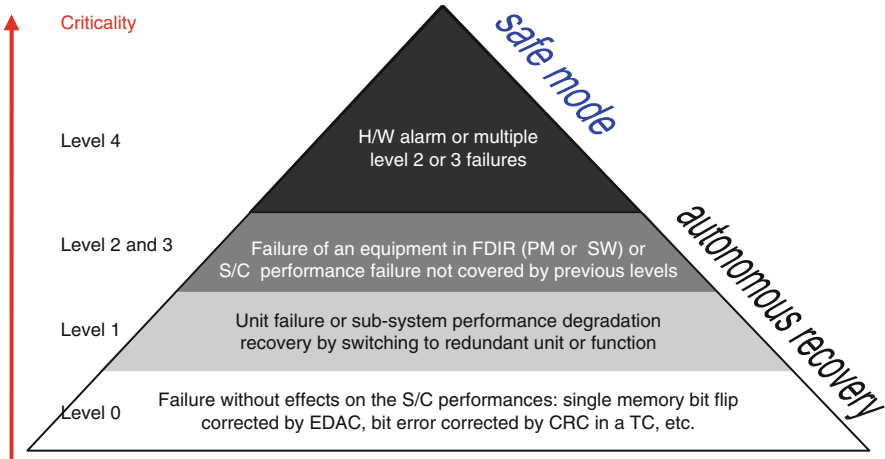 Criticality
safe mode
Level 4
H/W alarm or multiple
level 2 or 3 failures
autonomous recovery
Level 2 and 3
Failure of an equipment in FDIR (PM or SW) or
S/C performance failure not covered by previous levels
Level 1
Unit failure or sub-system performance degradation
recovery by switching to redundant unit or function
Level 0
Failure without effects on the S/C performances: single memory bit flip
corrected by EDAC, bit error corrected by CRC in a TC, etc.